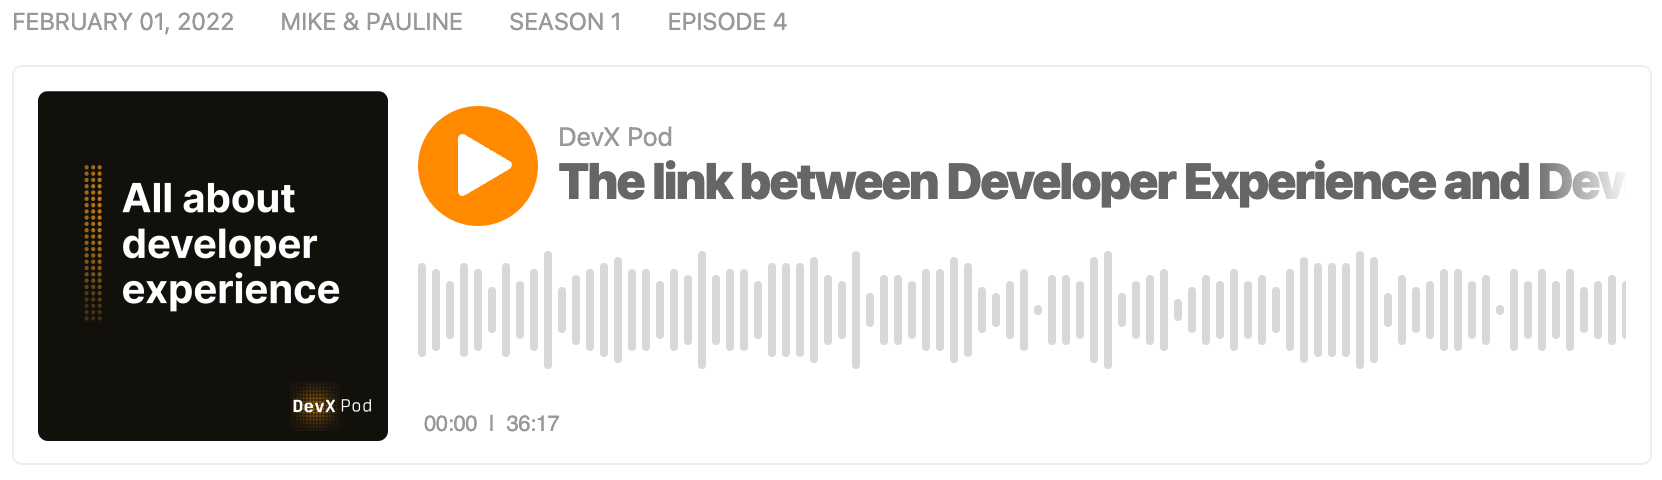 FEBRUARY 01, 2022 MIKE & PAULINE SEASON 1 EPISODE 4
All about
developer
experience
DevX Pod
DevX Pod
The link between Developer Experience and Dev
00:00 | 36:17